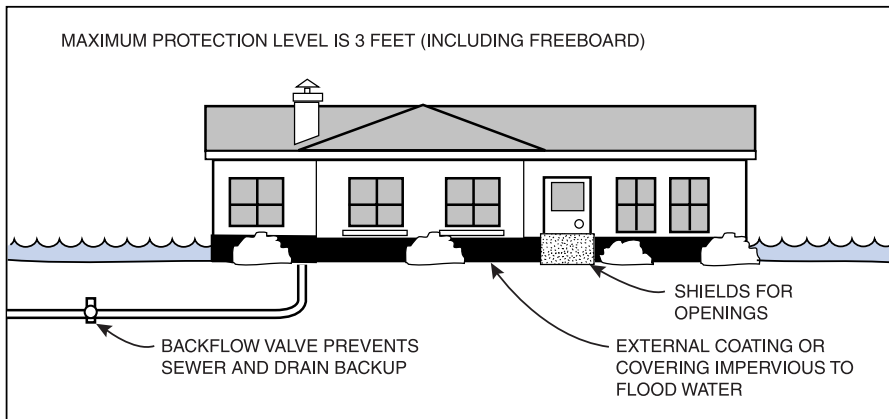 MAXIMUM PROTECTION LEVEL IS 3 FEET (INCLUDING FREEBOARD)
SHIELDS FOR
OPENINGS
BACKFLOW VALVE PREVENTS
SEWER AND DRAIN BACKUP
EXTERNAL COATING OR
COVERING IMPERVIOUS TO
FLOOD WATER